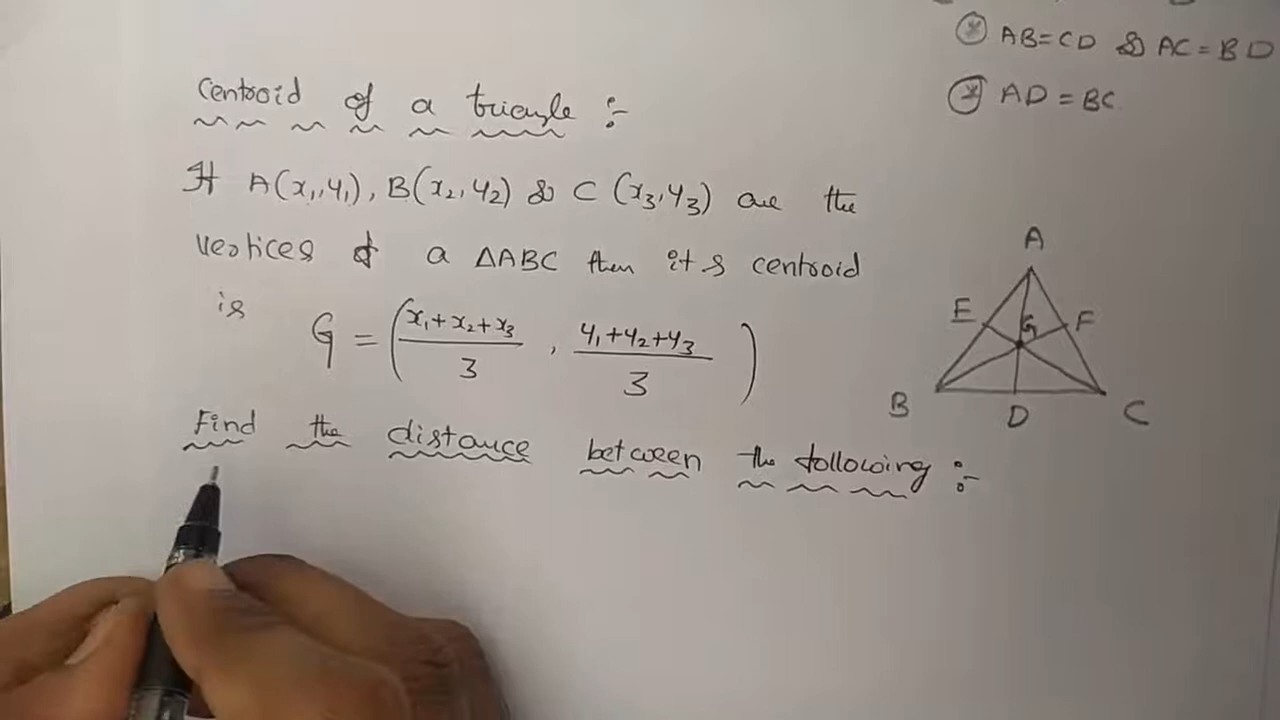 * AB=CD & AC=BD
* AD=BC
Centroid of a triangle :-
If A(x₁,y₁), B(x₂,y₂) & C(x₃,y₃) are the
vertices of a ΔABC then it s centroid
is G = ( x₁+x₂+x₃ / 3 , y₁+y₂+y₃ / 3 )
A
E G F
B D C
Find the distance between the following :-